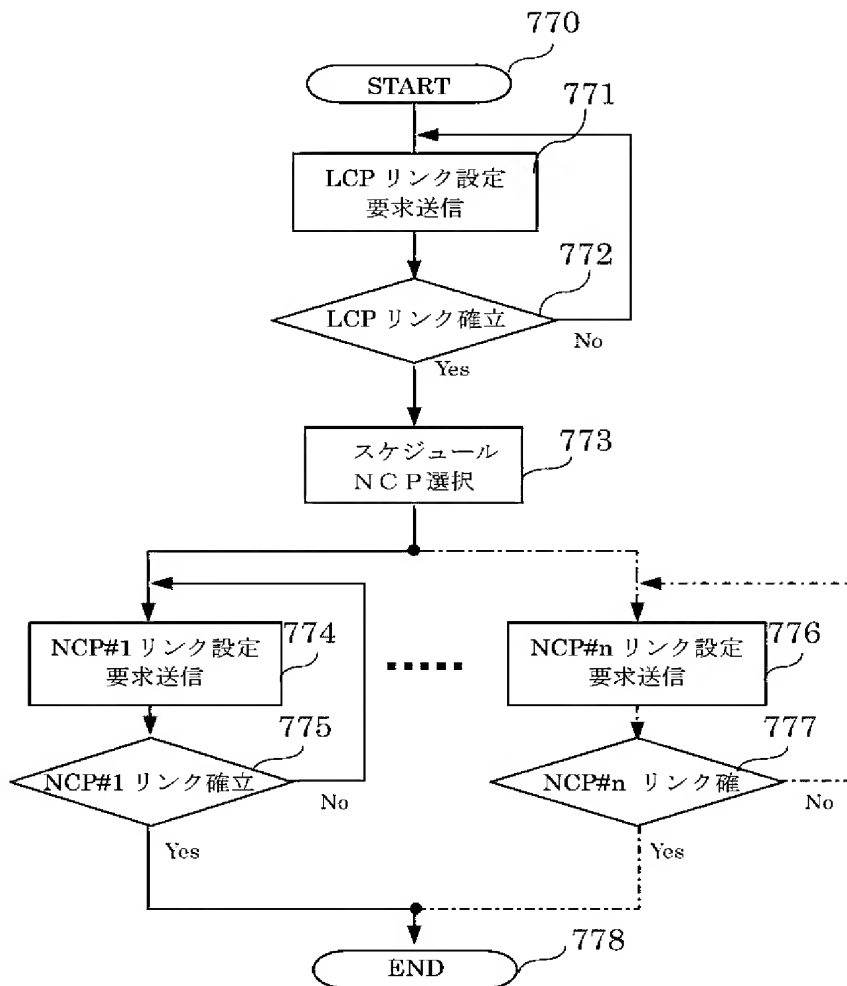 770
START
771
LCP リンク設定
要求送信
772
LCP リンク確立
No
Yes
773
スケジュール
NCP選択
774
NCP#1 リンク設定
要求送信
775
NCP#1 リンク確立
No
Yes
776
NCP#n リンク設定
要求送信
777
NCP#n リンク確
No
Yes
778
END